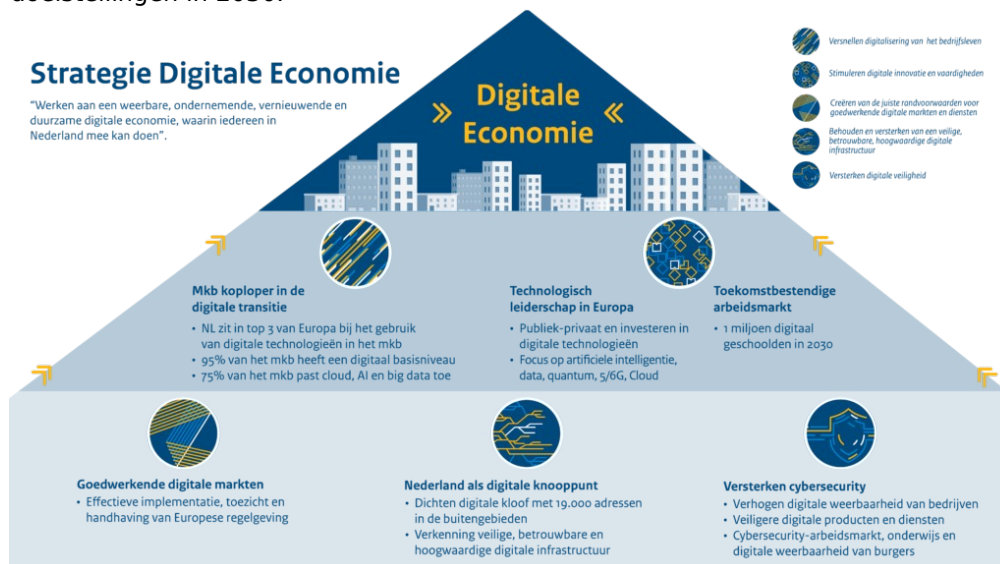 doelstellingen in 2030.
Strategie Digitale Economie
"Werken aan een weerbare, ondernemende, vernieuwende en
duurzame digitale economie, waarin iedereen in
Nederland mee kan doen".
Digitale
Economie
Versnellen digitalisering van het bedrijfsleven
Stimuleren digitale innovatie en vaardigheden
Creëren van de juiste randvoorwaarden voor
goedwerkende digitale markten en diensten
Behouden en versterken van een veilige,
betrouwbare, hoogwaardige digitale
infrastructuur
Versterken digitale veiligheid
Mkb koploper in de
digitale transitie
• NL zit in top 3 van Europa bij het gebruik
van digitale technologieën in het mkb
• 95% van het mkb heeft een digitaal basisniveau
• 75% van het mkb past cloud, AI en big data toe
Technologisch
leiderschap in Europa
• Publiek-privaat en investeren in
digitale technologieën
• Focus op artificiele intelligentie,
data, quantum, 5/6G, Cloud
Toekomstbestendige
arbeidsmarkt
• 1 miljoen digitaal
geschoolden in 2030
Goedwerkende digitale markten
• Effectieve implementatie, toezicht en
handhaving van Europese regelgeving
Nederland als digitale knooppunt
• Dichten digitale kloof met 19.000 adressen
in de buitengebieden
• Verkenning veilige, betrouwbare en
hoogwaardige digitale infrastructuur
Versterken cybersecurity
• Verhogen digitale weerbaarheid van bedrijven
• Veiligere digitale producten en diensten
• Cybersecurity-arbeidsmarkt, onderwijs en
digitale weerbaarheid van burgers